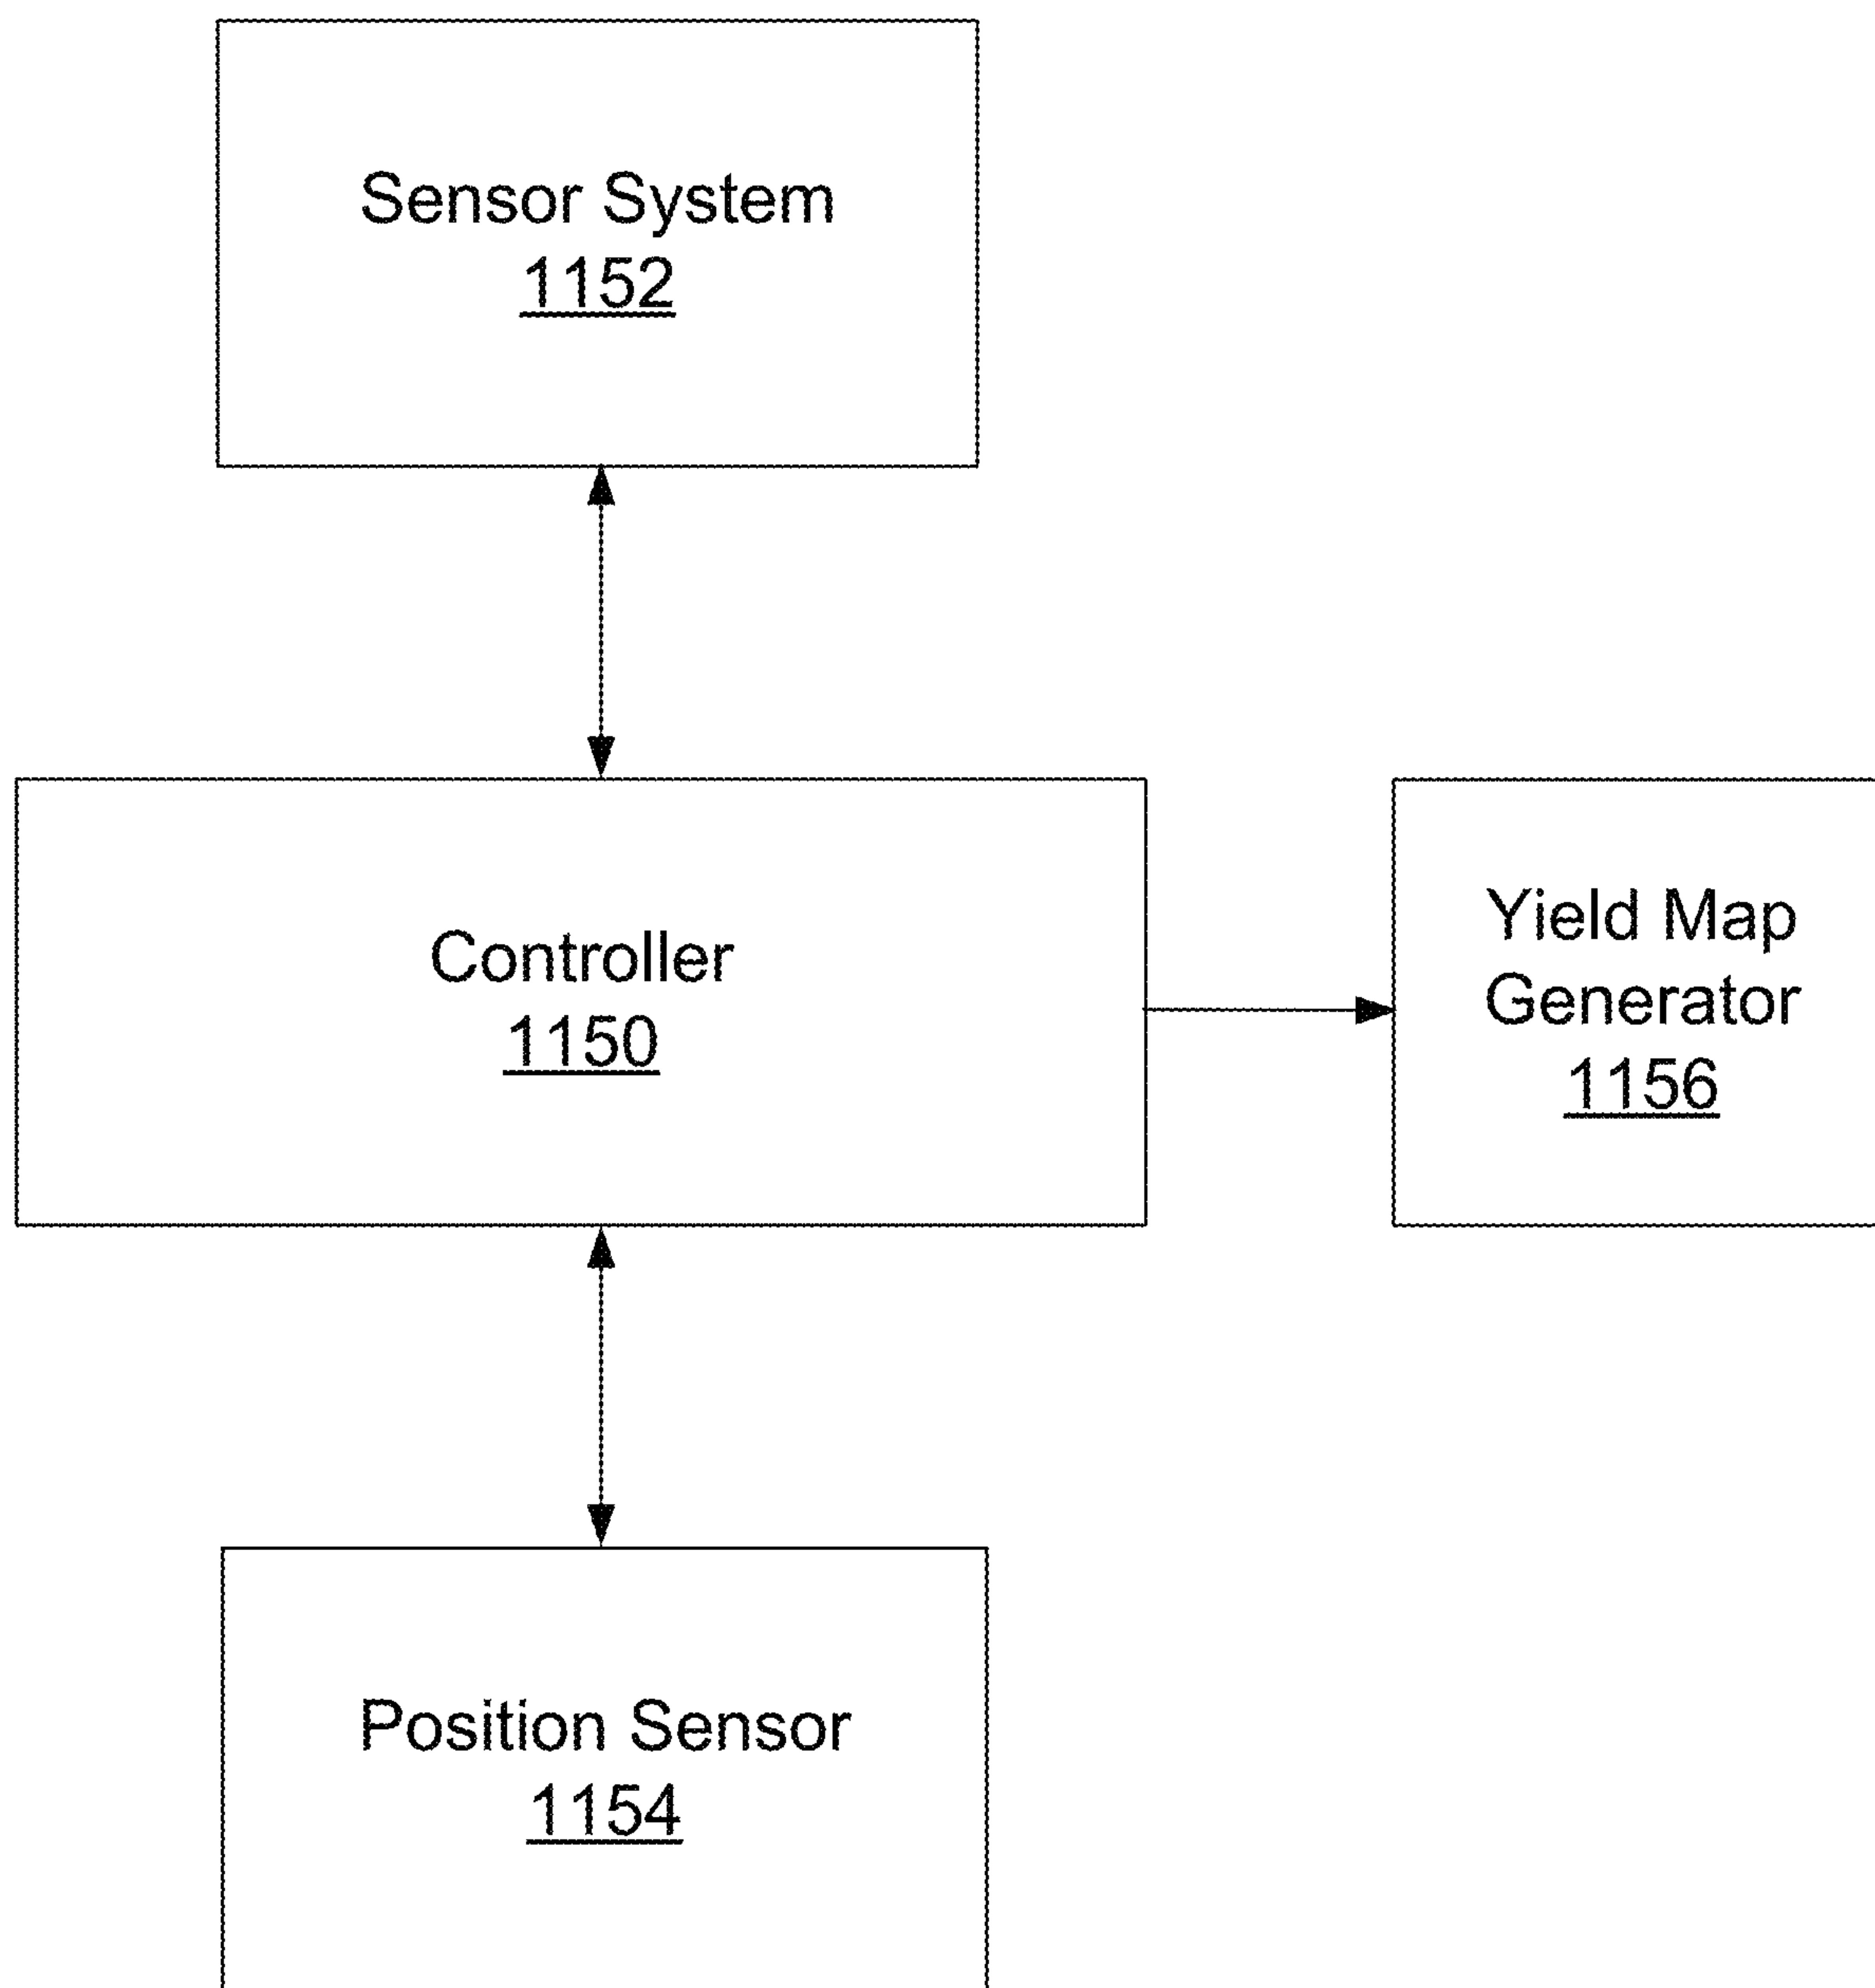 Sensor System
1152
Controller
1150
Yield Map
Generator
1156
Position Sensor
1154